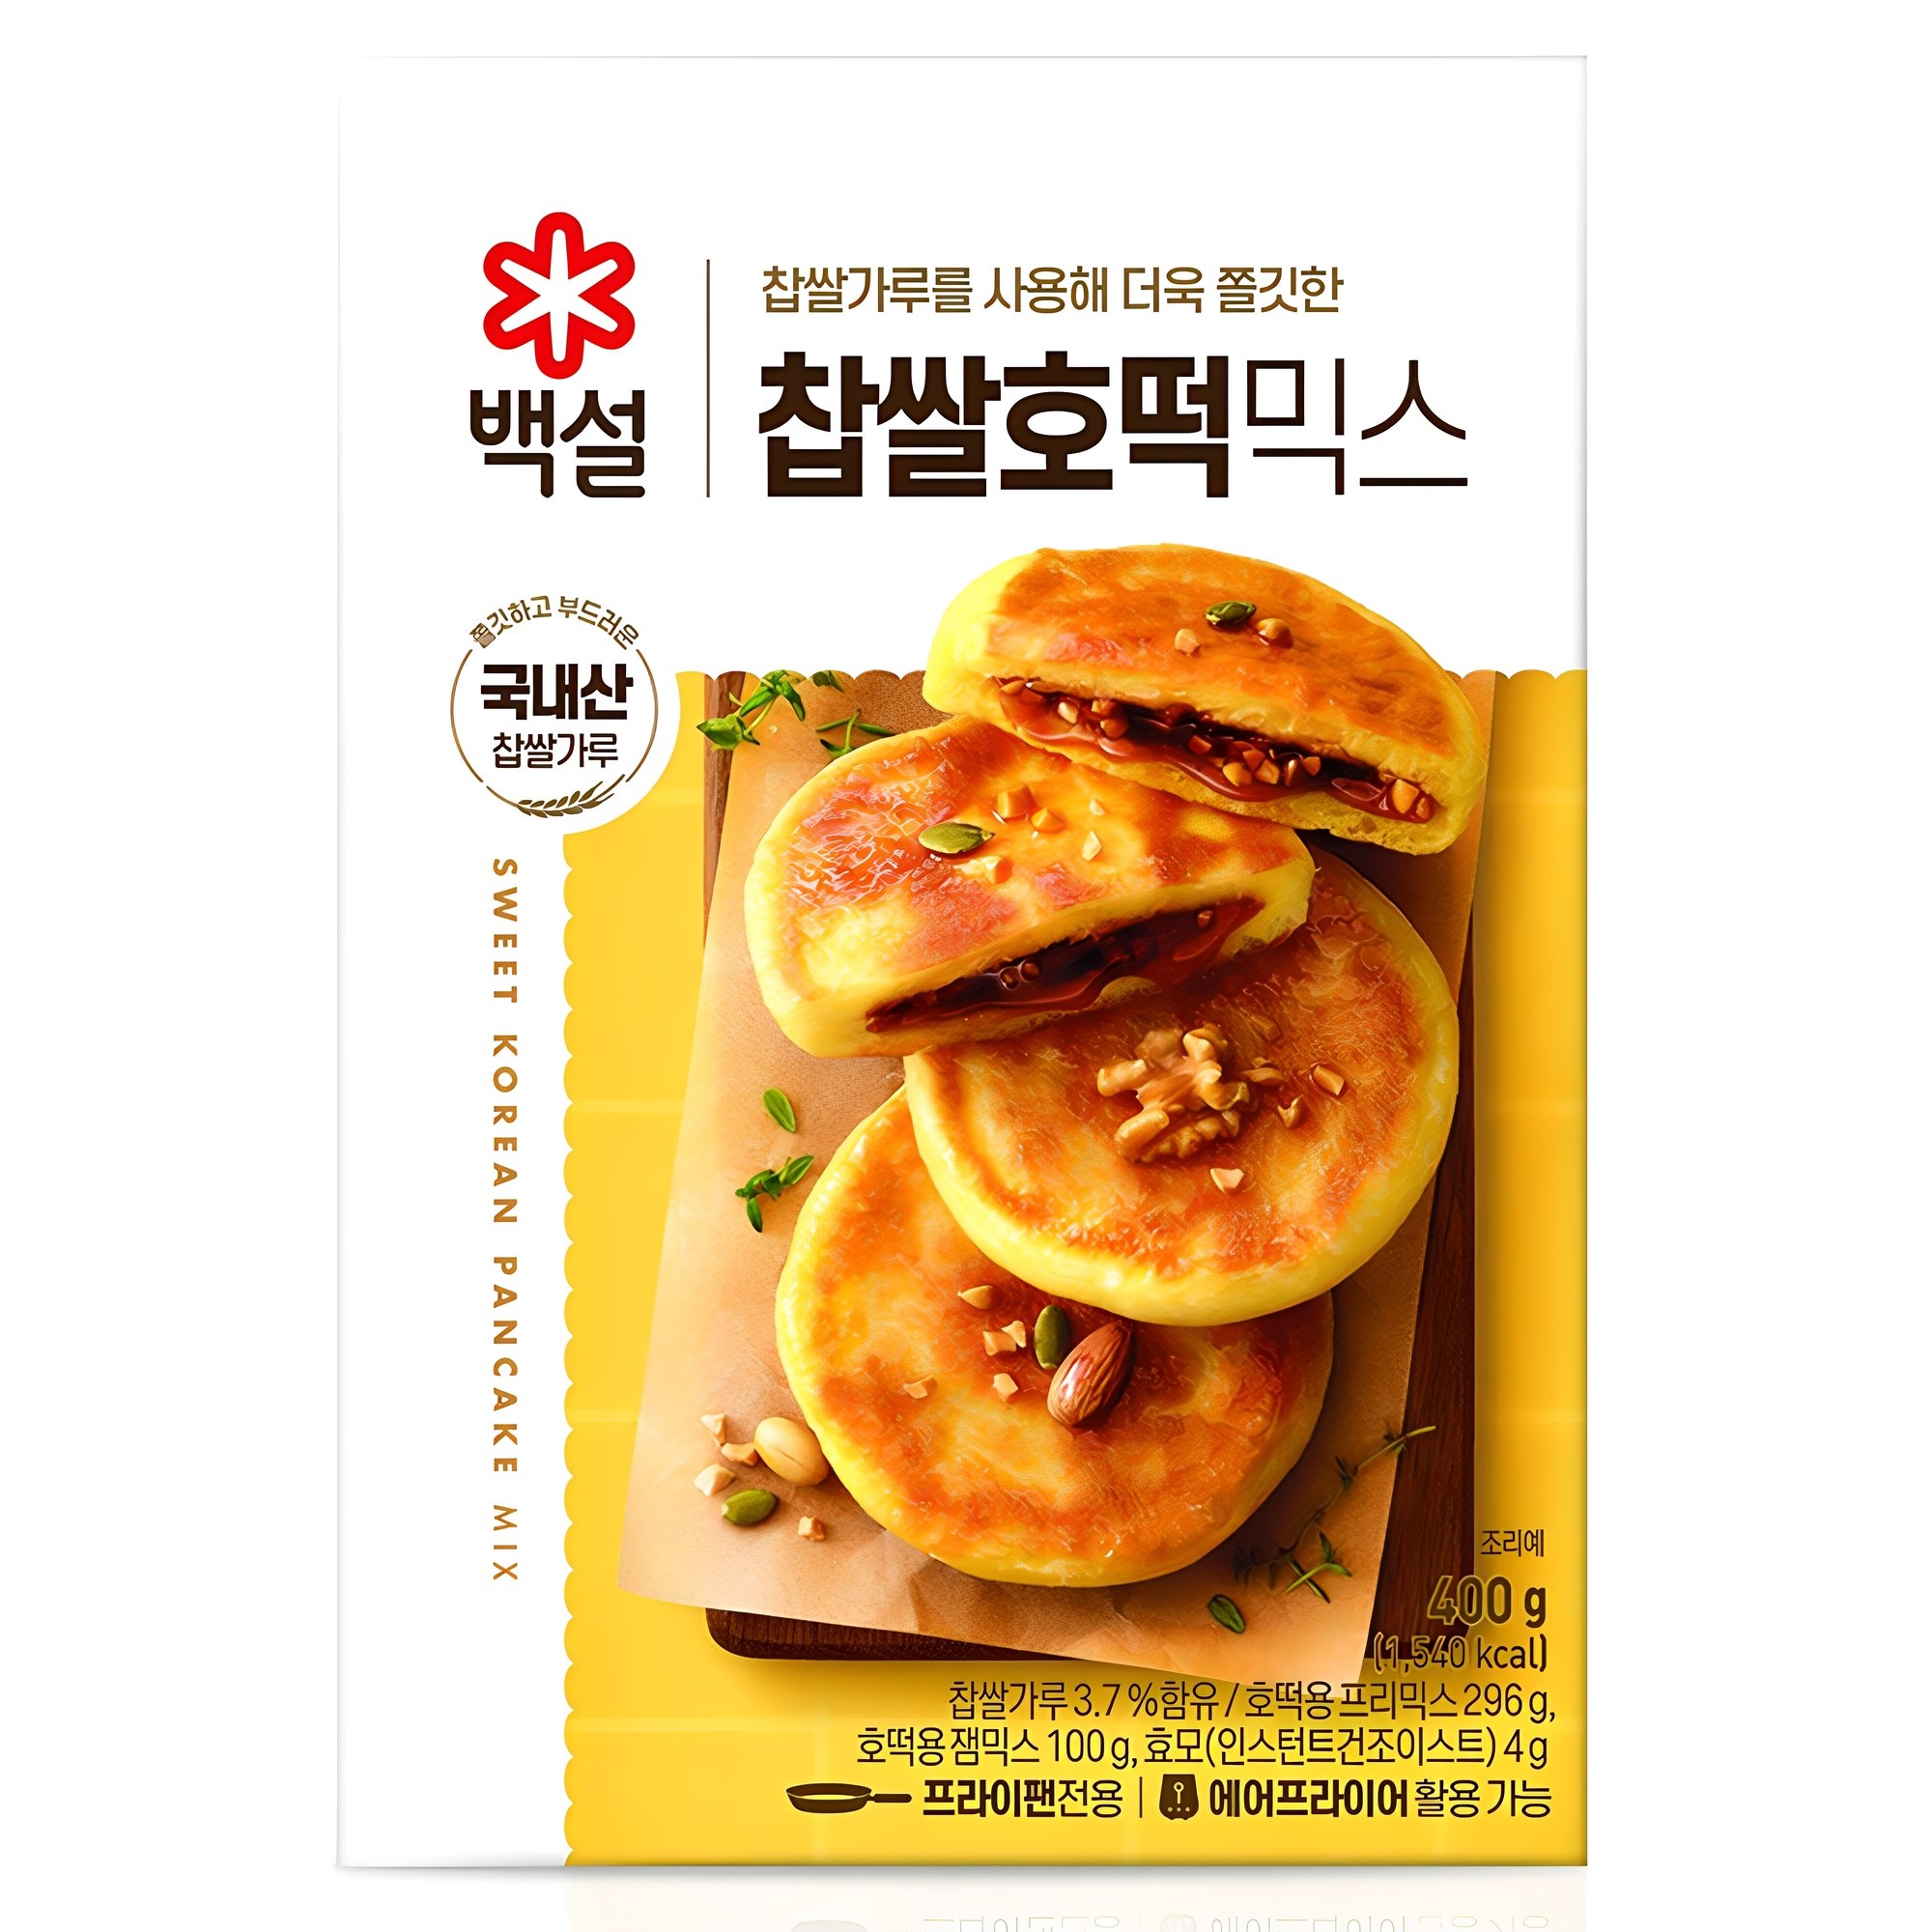 백설
찹쌀가루를 사용해 더욱 쫄깃한
찹쌀호떡믹스
쫄깃하고 부드러운
국내산
찹쌀가루
SWEET KOREAN PANCAKE MIX
조리예
400 g
(1,540 kcal)
찹쌀가루 3.7 % 함유 / 호떡용 프리믹스 296 g,
호떡용 잼믹스 100 g, 효모(인스턴트건조이스트) 4 g
프라이팬전용 | 에어프라이어 활용 가능